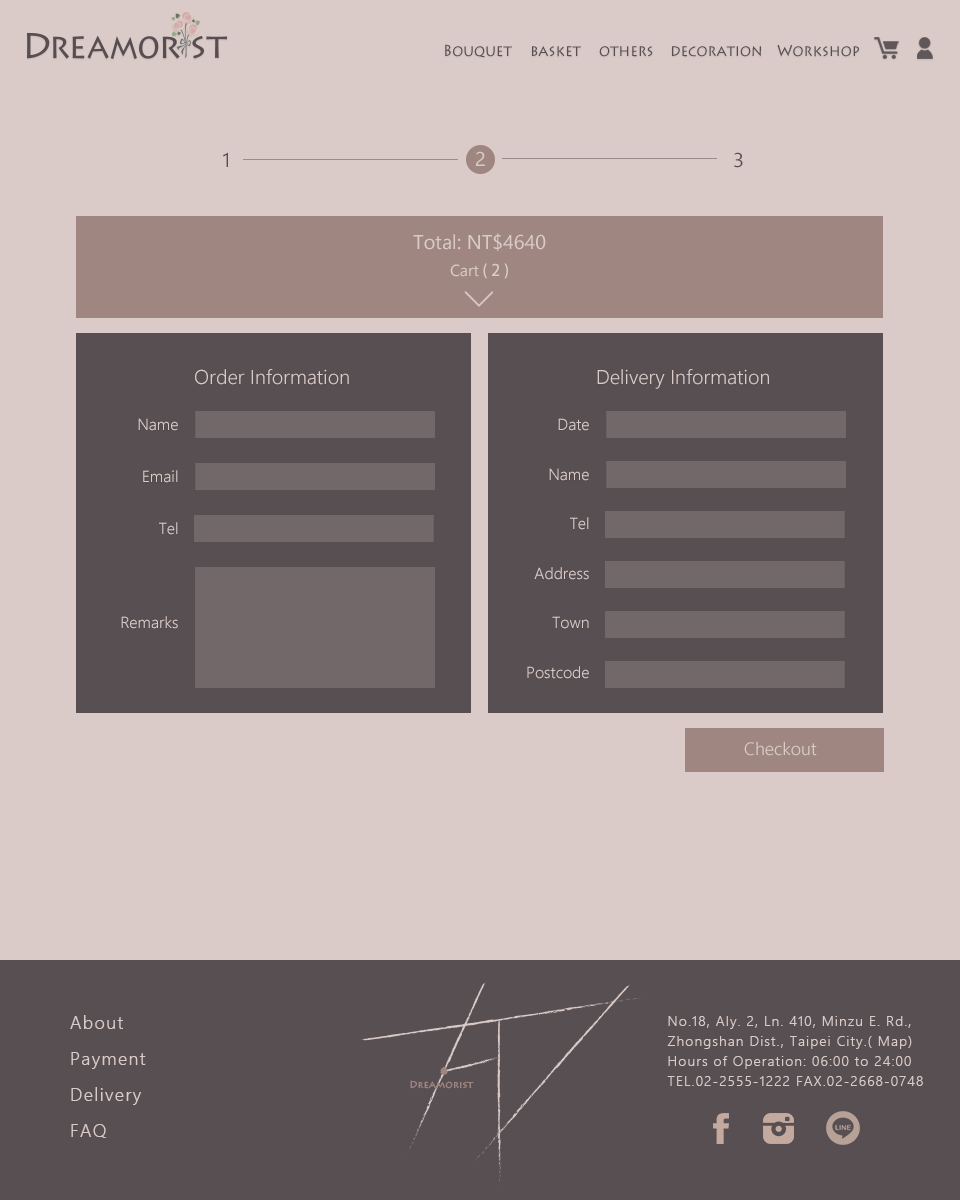 DREAMORIST
BOUQUET BASKET OTHERS DECORATION WORKSHOP
1 2 3
Total: NT$4640
Cart ( 2 )
Order Information
Name
Email
Tel
Remarks
Delivery Information
Date
Name
Tel
Address
Town
Postcode
Checkout
About
Payment
Delivery
FAQ
DREAMORIST
No.18, Aly. 2, Ln. 410, Minzu E. Rd.,
Zhongshan Dist., Taipei City.( Map)
Hours of Operation: 06:00 to 24:00
TEL.02-2555-1222 FAX.02-2668-0748
LINE